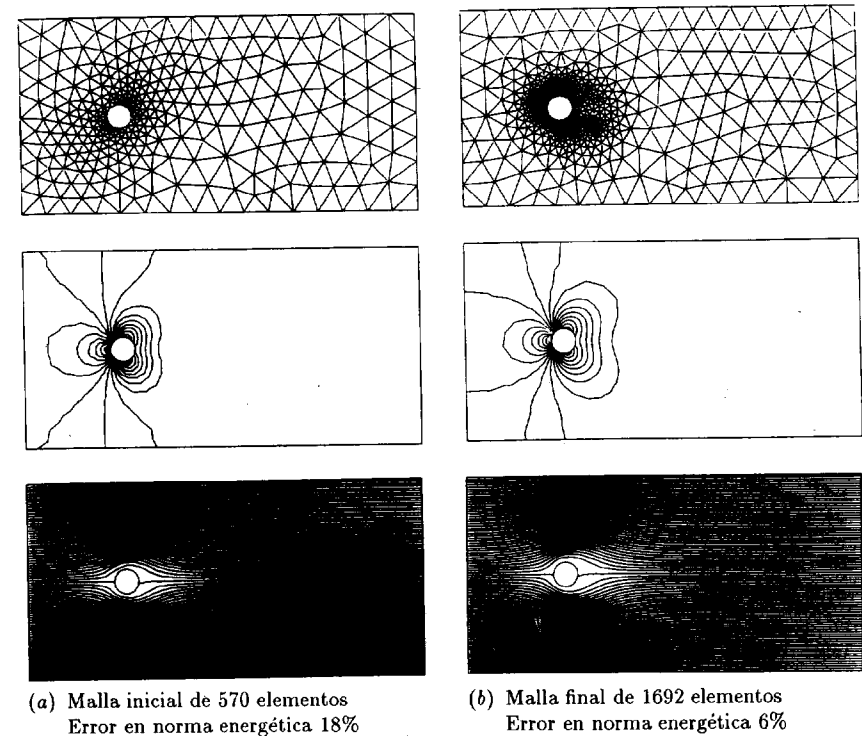 (a) Malla inicial de 570 elementos
Error en norma energética 18%
(b) Malla final de 1692 elementos
Error en norma energética 6%